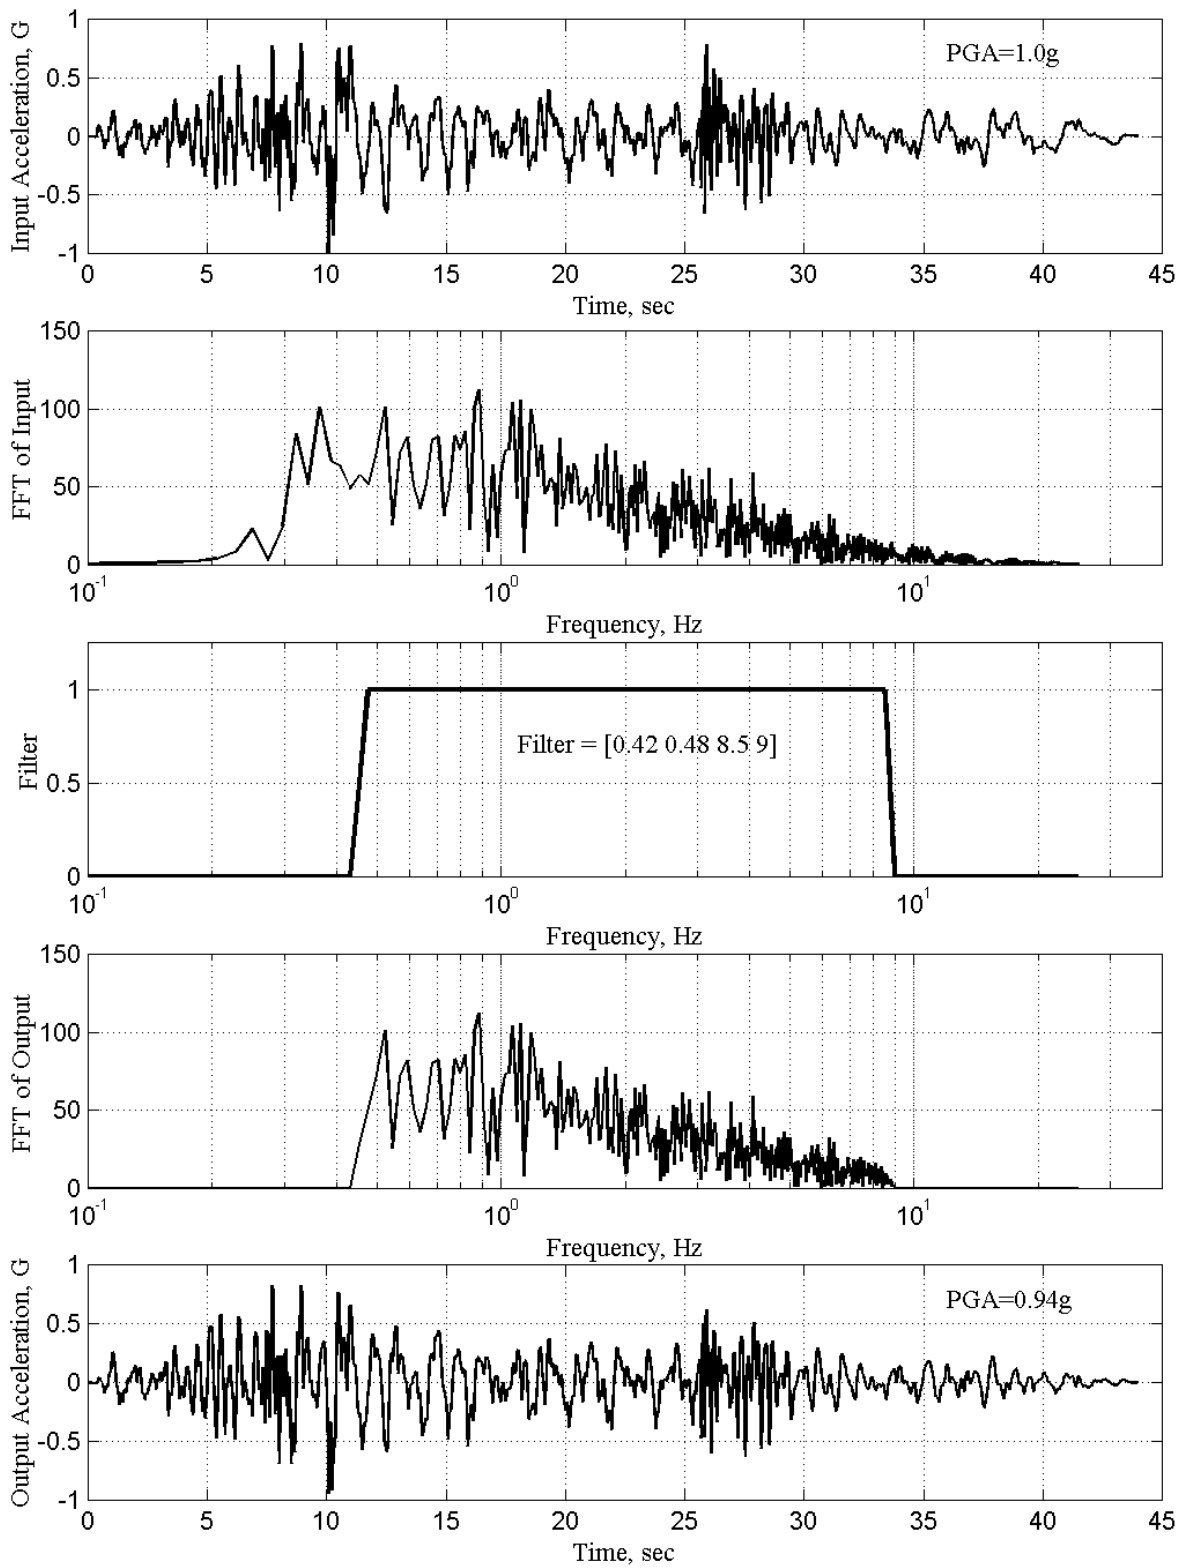 Input Acceleration, G
1
0.5
0
-0.5
-1
PGA=1.0g
0 5 10 15 20 25 30 35 40 45
Time, sec
FFT of Input
150
100
50
0
10^-1 10^0 10^1
Frequency, Hz
Filter
1
0.5
0
Filter = [0.42 0.48 8.5 9]
10^-1 10^0 10^1
Frequency, Hz
FFT of Output
150
100
50
0
10^-1 10^0 10^1
Frequency, Hz
Output Acceleration, G
1
0.5
0
-0.5
-1
PGA=0.94g
0 5 10 15 20 25 30 35 40 45
Time, sec